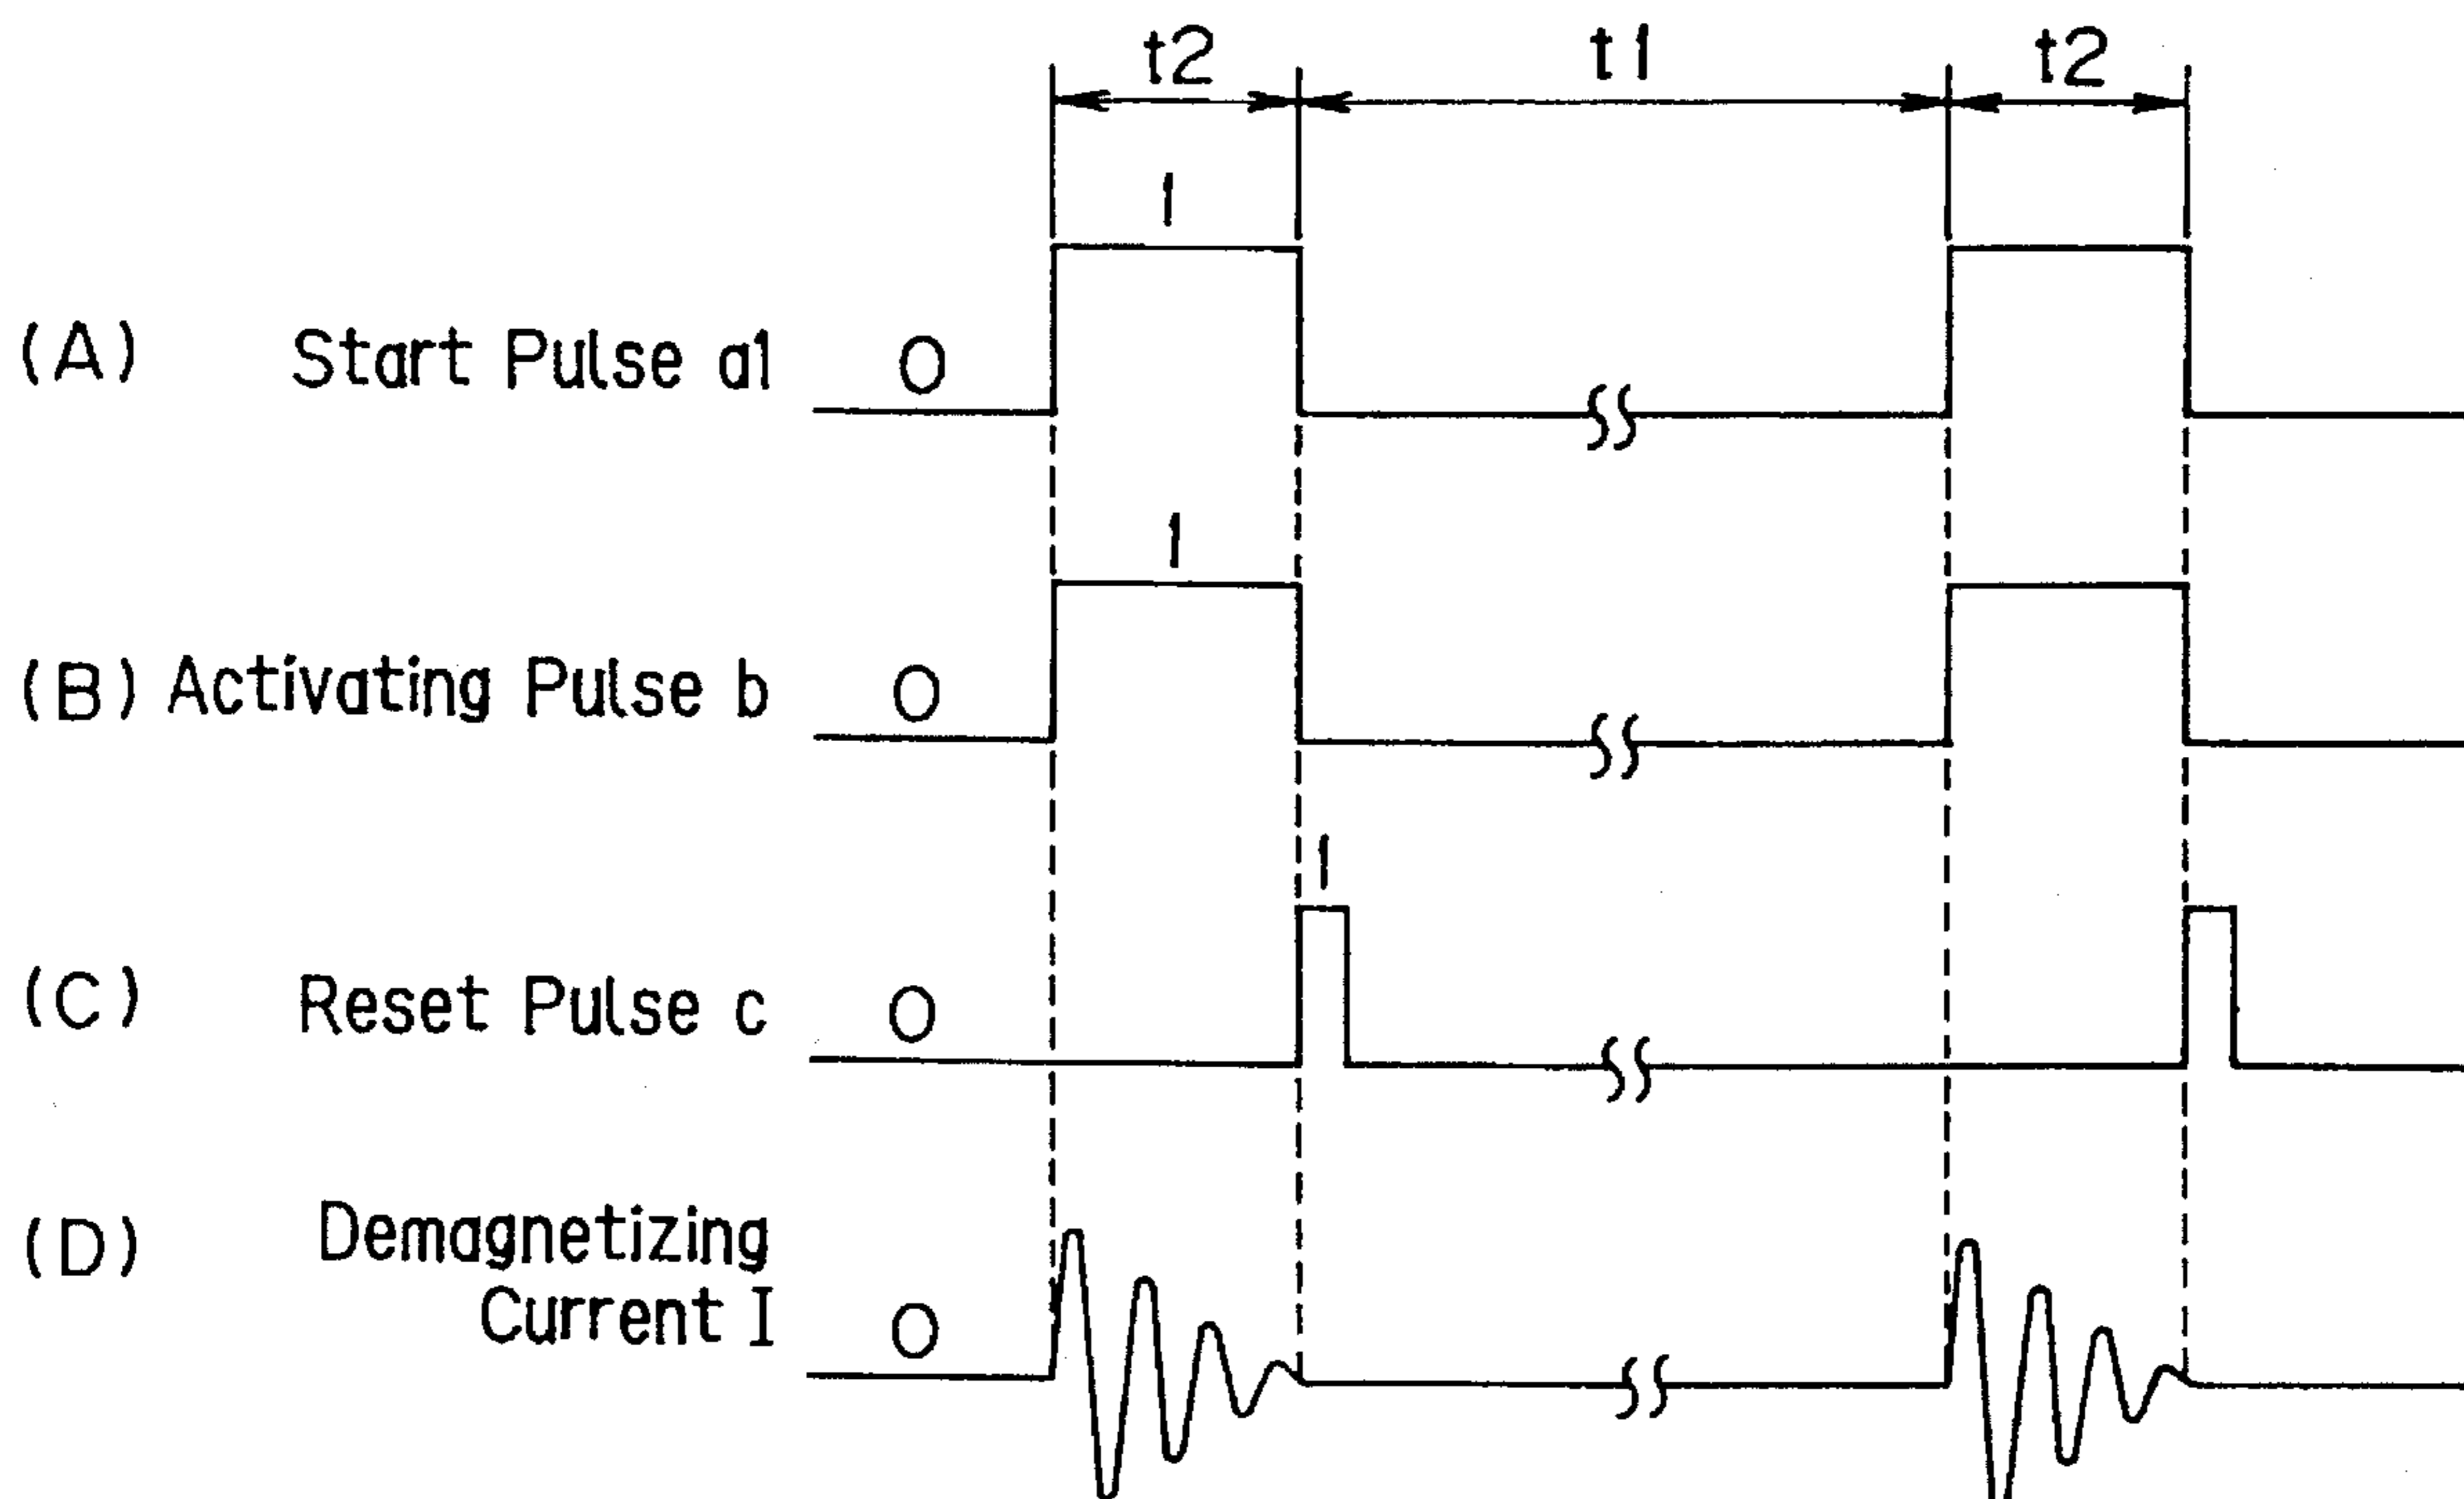 t2 t1 t2
1
(A) Start Pulse a1 0
1
(B) Activating Pulse b 0
1
(C) Reset Pulse c 0
(D) Demagnetizing
Current I 0